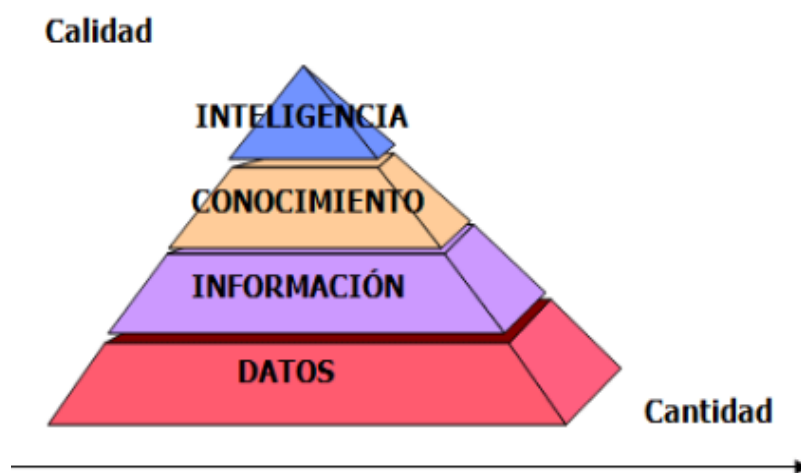 Calidad
INTELIGENCIA
CONOCIMIENTO
INFORMACIÓN
DATOS
Cantidad